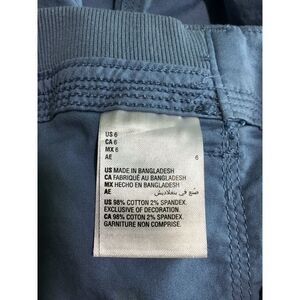 US 6
CA 6
MX 6
AE 6
US MADE IN BANGLADESH
CA FABRIQUÉ AU BANGLADESH
MX HECHO EN BANGLADESH
AE صنع في بنغلاديش
US 98% COTTON 2% SPANDEX
EXCLUSIVE OF DECORATION.
CA 98% COTON 2% SPANDEX.
GARNITURE NON COMPRISE.